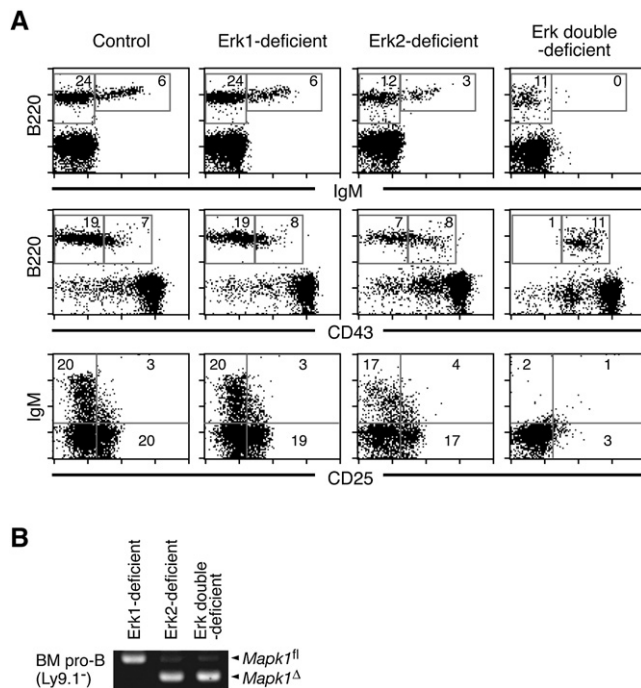 A
Control
Erk1-deficient
Erk2-deficient
Erk double
-deficient
B220
24 6
24 6
12 3
11 0
IgM
B220
19 7
19 8
7 8
1 11
CD43
IgM
20 3
20 3
17 4
2 1
20
19
17
3
CD25
B
Erk1-deficient
Erk2-deficient
Erk double
-deficient
BM pro-B
(Ly9.1⁻)
Mapk1ᶠˡ
Mapk1ᐃ